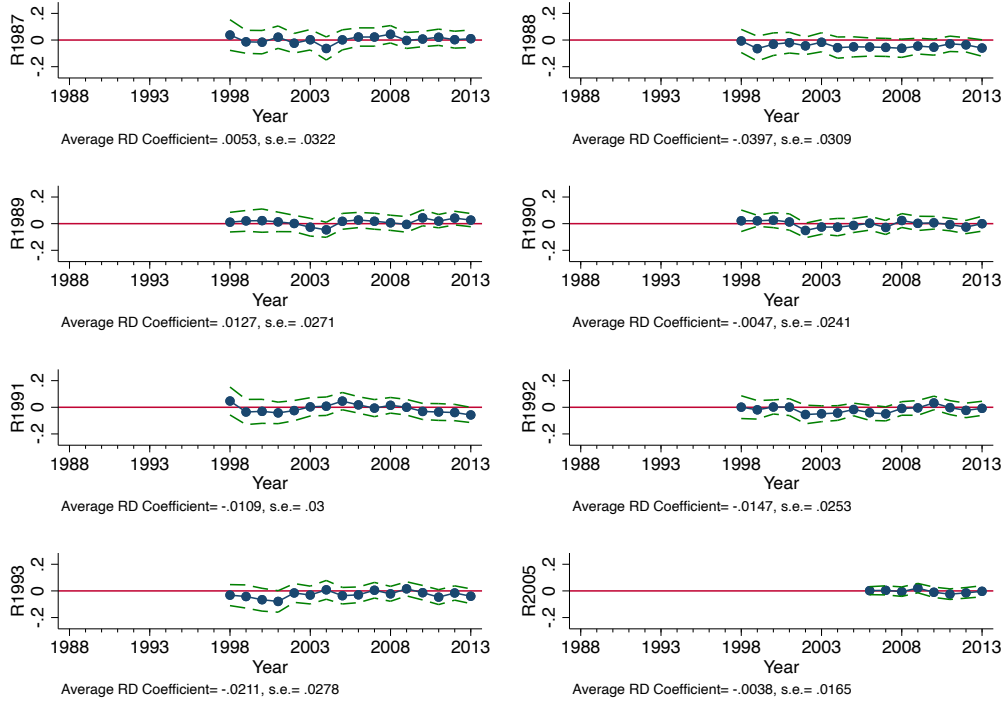 R1987
.2
0
-.2
1988 1993 1998 2003 2008 2013
Year
Average RD Coefficient= .0053, s.e.= .0322
R1988
.2
0
-.2
1988 1993 1998 2003 2008 2013
Year
Average RD Coefficient= -.0397, s.e.= .0309
R1989
.2
0
-.2
1988 1993 1998 2003 2008 2013
Year
Average RD Coefficient= .0127, s.e.= .0271
R1990
.2
0
-.2
1988 1993 1998 2003 2008 2013
Year
Average RD Coefficient= -.0047, s.e.= .0241
R1991
.2
0
-.2
1988 1993 1998 2003 2008 2013
Year
Average RD Coefficient= -.0109, s.e.= .03
R1992
.2
0
-.2
1988 1993 1998 2003 2008 2013
Year
Average RD Coefficient= -.0147, s.e.= .0253
R1993
.2
0
-.2
1988 1993 1998 2003 2008 2013
Year
Average RD Coefficient= -.0211, s.e.= .0278
R2005
.2
0
-.2
1988 1993 1998 2003 2008 2013
Year
Average RD Coefficient= -.0038, s.e.= .0165